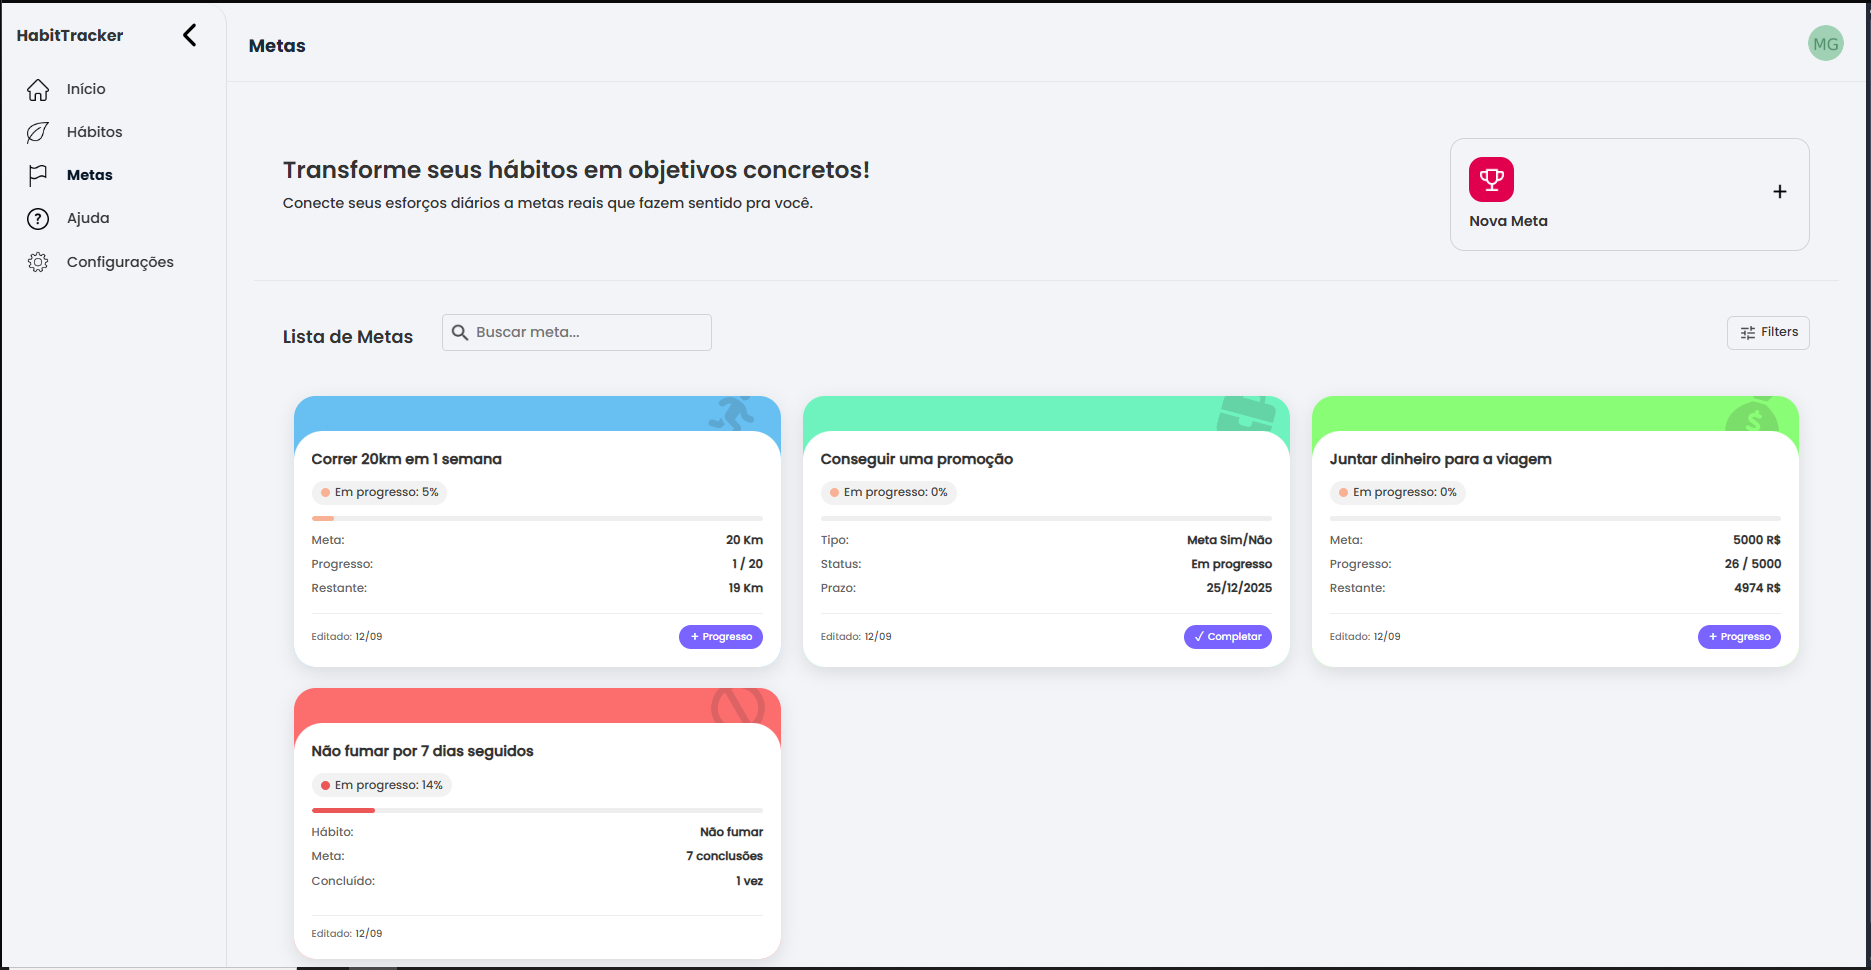 HabitTracker
Início
Hábitos
Metas
Ajuda
Configurações
Metas
MG
Transforme seus hábitos em objetivos concretos!
Conecte seus esforços diários a metas reais que fazem sentido pra você.
Nova Meta
+
Lista de Metas
Buscar meta...
Filters
Correr 20km em 1 semana
Em progresso: 5%
Meta: 20 Km
Progresso: 1 / 20
Restante: 19 Km
Editado: 12/09
+ Progresso
Conseguir uma promoção
Em progresso: 0%
Tipo: Meta Sim/Não
Status: Em progresso
Prazo: 25/12/2025
Editado: 12/09
✓ Completar
Juntar dinheiro para a viagem
Em progresso: 0%
Meta: 5000 R$
Progresso: 26 / 5000
Restante: 4974 R$
Editado: 12/09
+ Progresso
Não fumar por 7 dias seguidos
Em progresso: 14%
Hábito: Não fumar
Meta: 7 conclusões
Concluído: 1 vez
Editado: 12/09